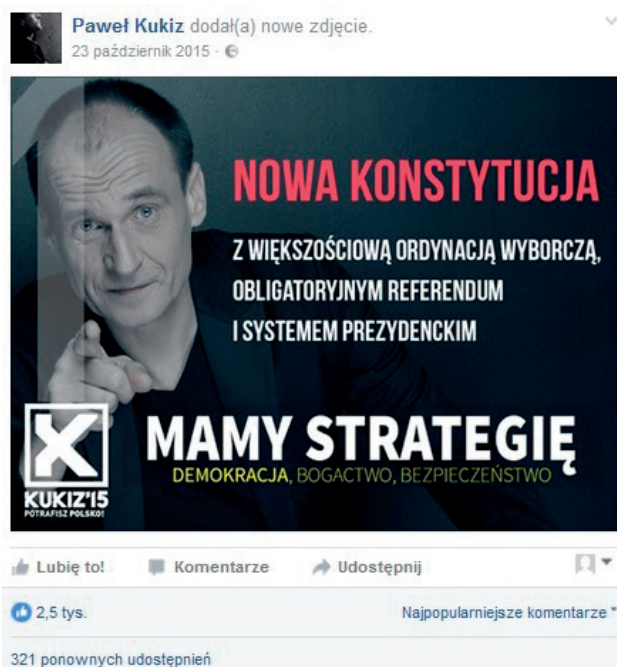 Paweł Kukiz dodał(a) nowe zdjęcie.
23 październik 2015 ·
NOWA KONSTYTUCJA
Z WIĘKSZOŚCIOWĄ ORDYNACJĄ WYBORCZĄ,
OBLIGATORYJNYM REFERENDUM
I SYSTEMEM PREZYDENCKIM
K
KUKIZ'15
POTRAFISZ POLSKO!
MAMY STRATEGIĘ
DEMOKRACJA, BOGACTWO, BEZPIECZEŃSTWO
Lubię to! Komentarze Udostępnij
2,5 tys. Najpopularniejsze komentarze
321 ponownych udostępnień